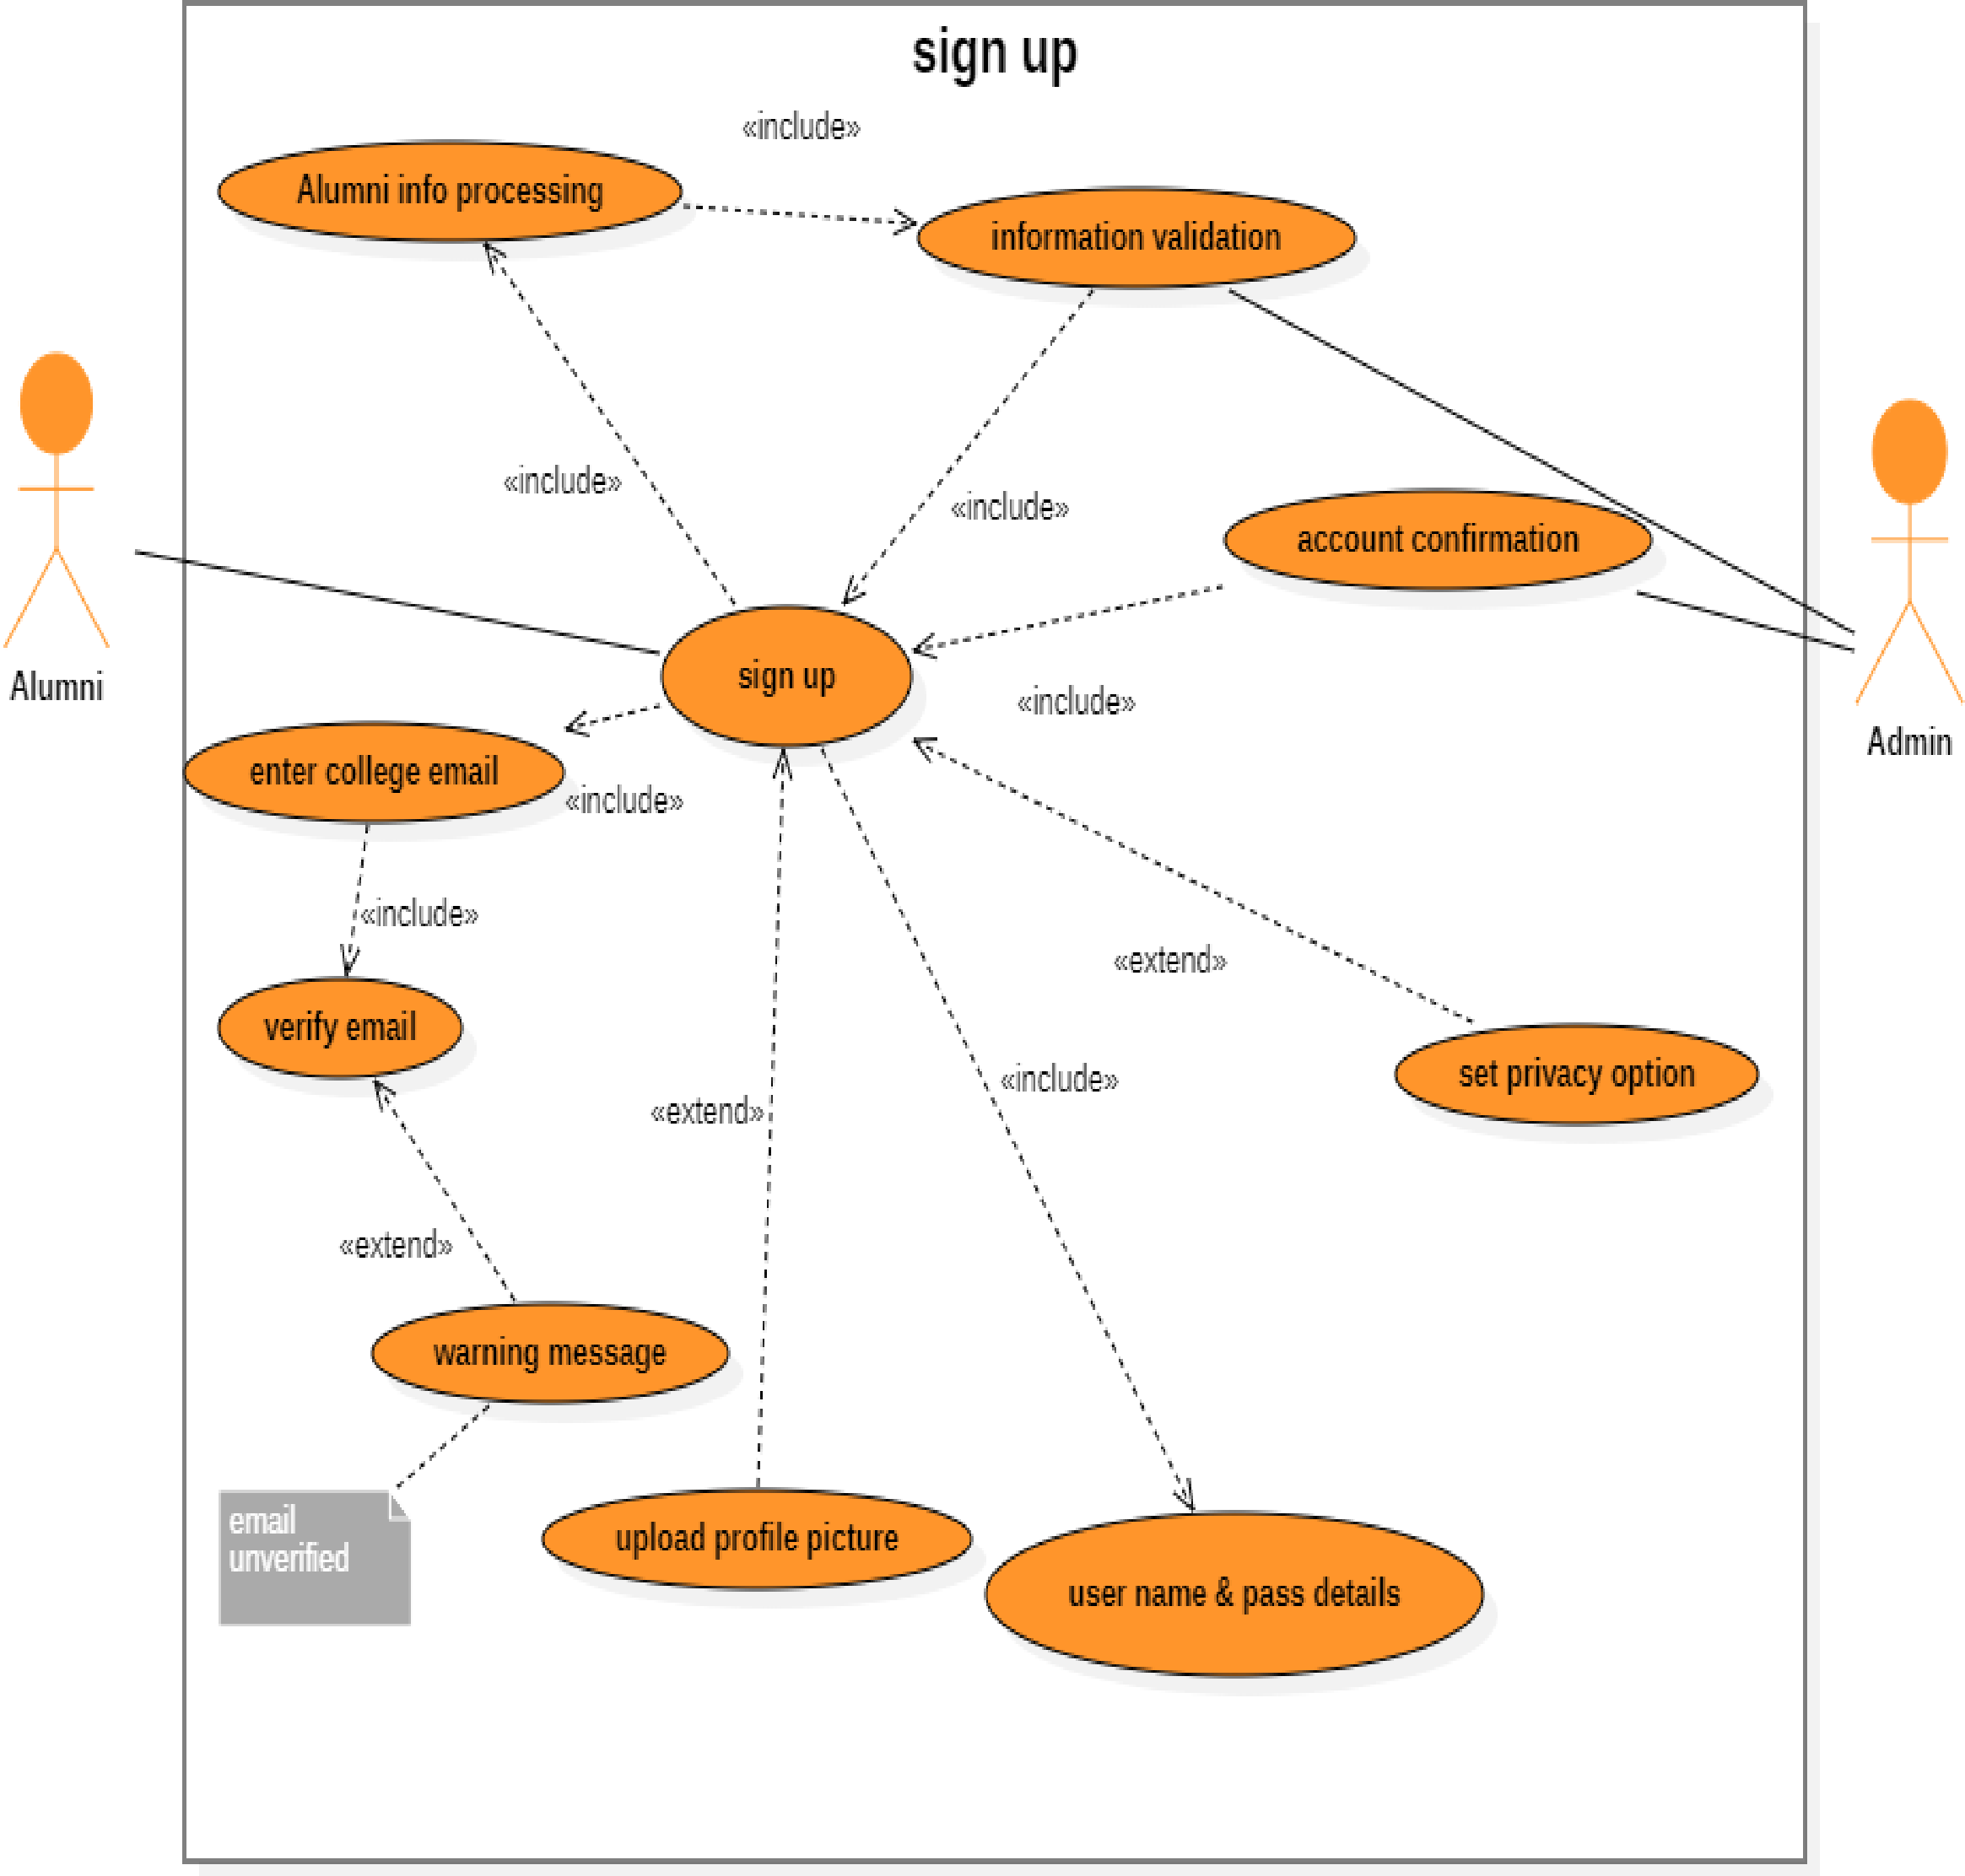 sign up
«include»
Alumni info processing
information validation
«include»
«include»
account confirmation
sign up
Alumni
«include»
Admin
enter college email
«include»
«include»
«extend»
verify email
set privacy option
«include»
«extend»
«extend»
warning message
email
unverified
upload profile picture
user name & pass details